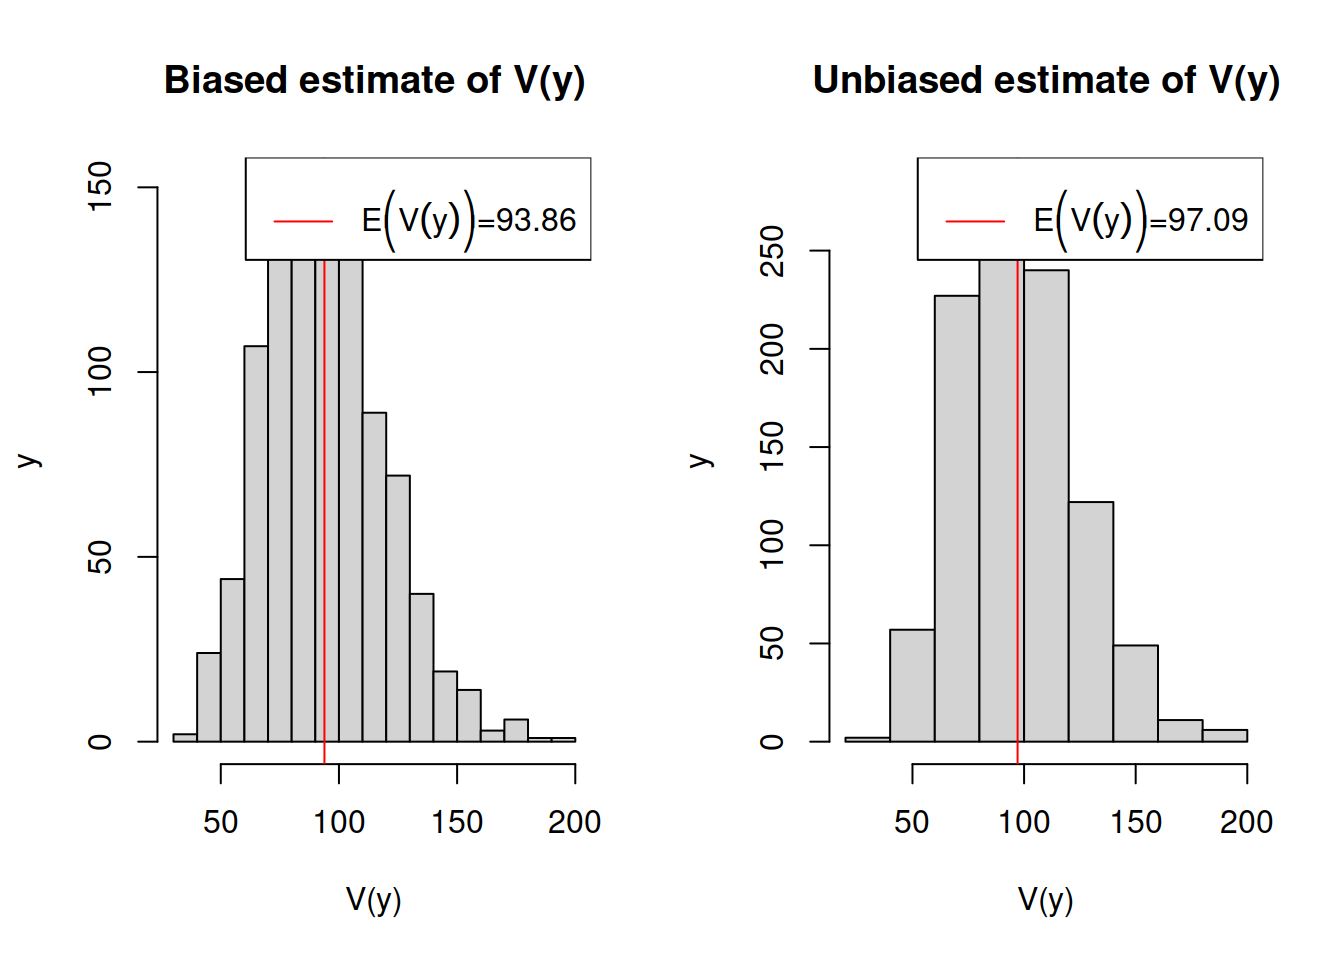 Biased estimate of V(y)
E(V(y))=93.86
y
0
50
100
150
50 100 150 200
V(y)
Unbiased estimate of V(y)
E(V(y))=97.09
y
0
50
100
150
200
250
50 100 150 200
V(y)